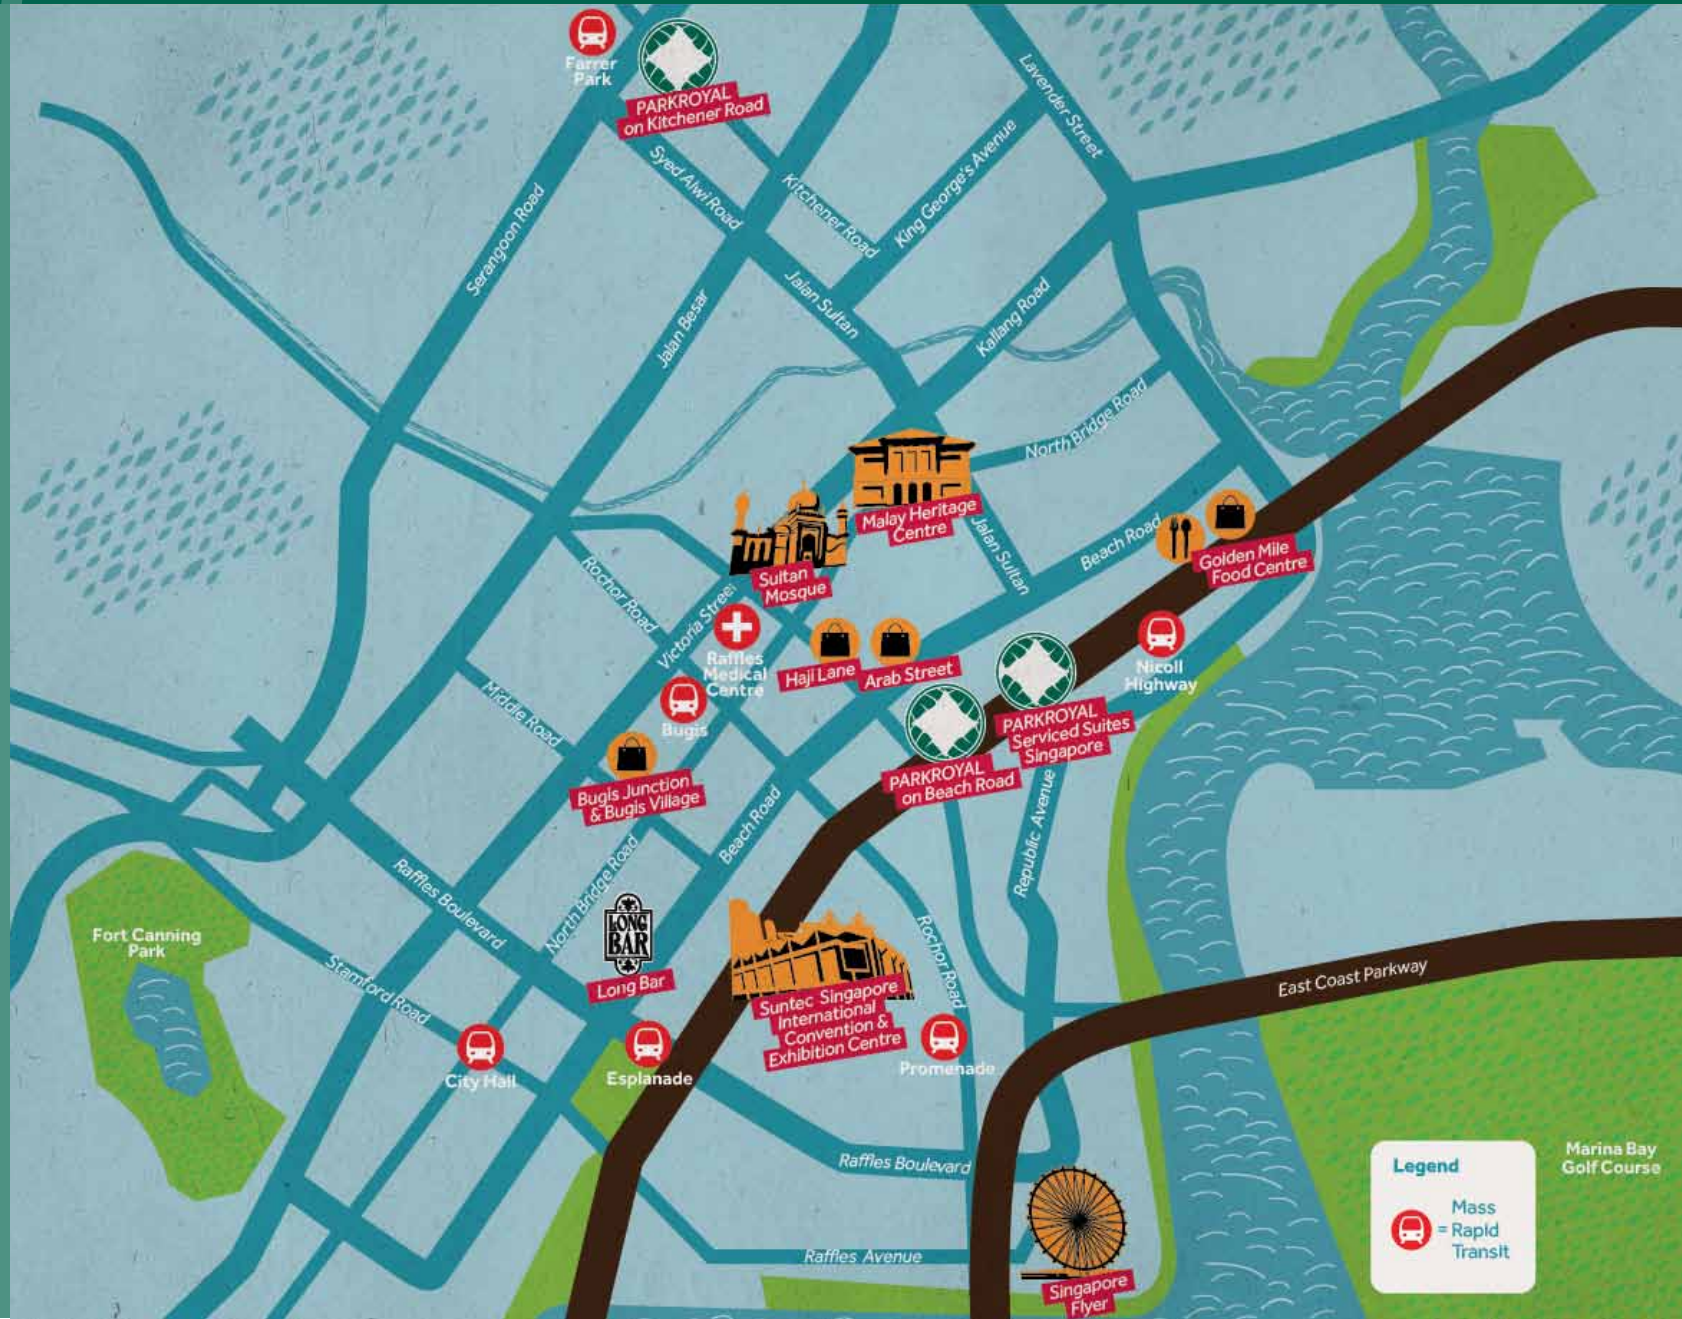 Farrer
Park
PARKROYAL
on Kitchener Road
Lavender Street
Syed Alwi Road
Kitchener Road
King George's Avenue
Serangoon Road
Jalan Besar
Jalan Sultan
Kallang Road
North Bridge Road
Malay Heritage
Centre
Jalan Sultan
Beach Road
Golden Mile
Food Centre
Sultan
Mosque
Rochor Road
Victoria Street
Raffles
Medical
Centre
Haji Lane
Arab Street
Nicoll
Highway
Middle Road
Bugis
PARKROYAL
Serviced Suites
Singapore
PARKROYAL
on Beach Road
Bugis Junction
& Bugis Village
Beach Road
Republic Avenue
Raffles Boulevard
North Bridge Road
LONG
BAR
Long Bar
Fort Canning
Park
Stamford Road
Rochor Road
Suntec Singapore
International
Convention &
Exhibition Centre
East Coast Parkway
City Hall
Esplanade
Promenade
Raffles Boulevard
Raffles Avenue
Singapore
Flyer
Marina Bay
Golf Course
Legend
= Mass
Rapid
Transit